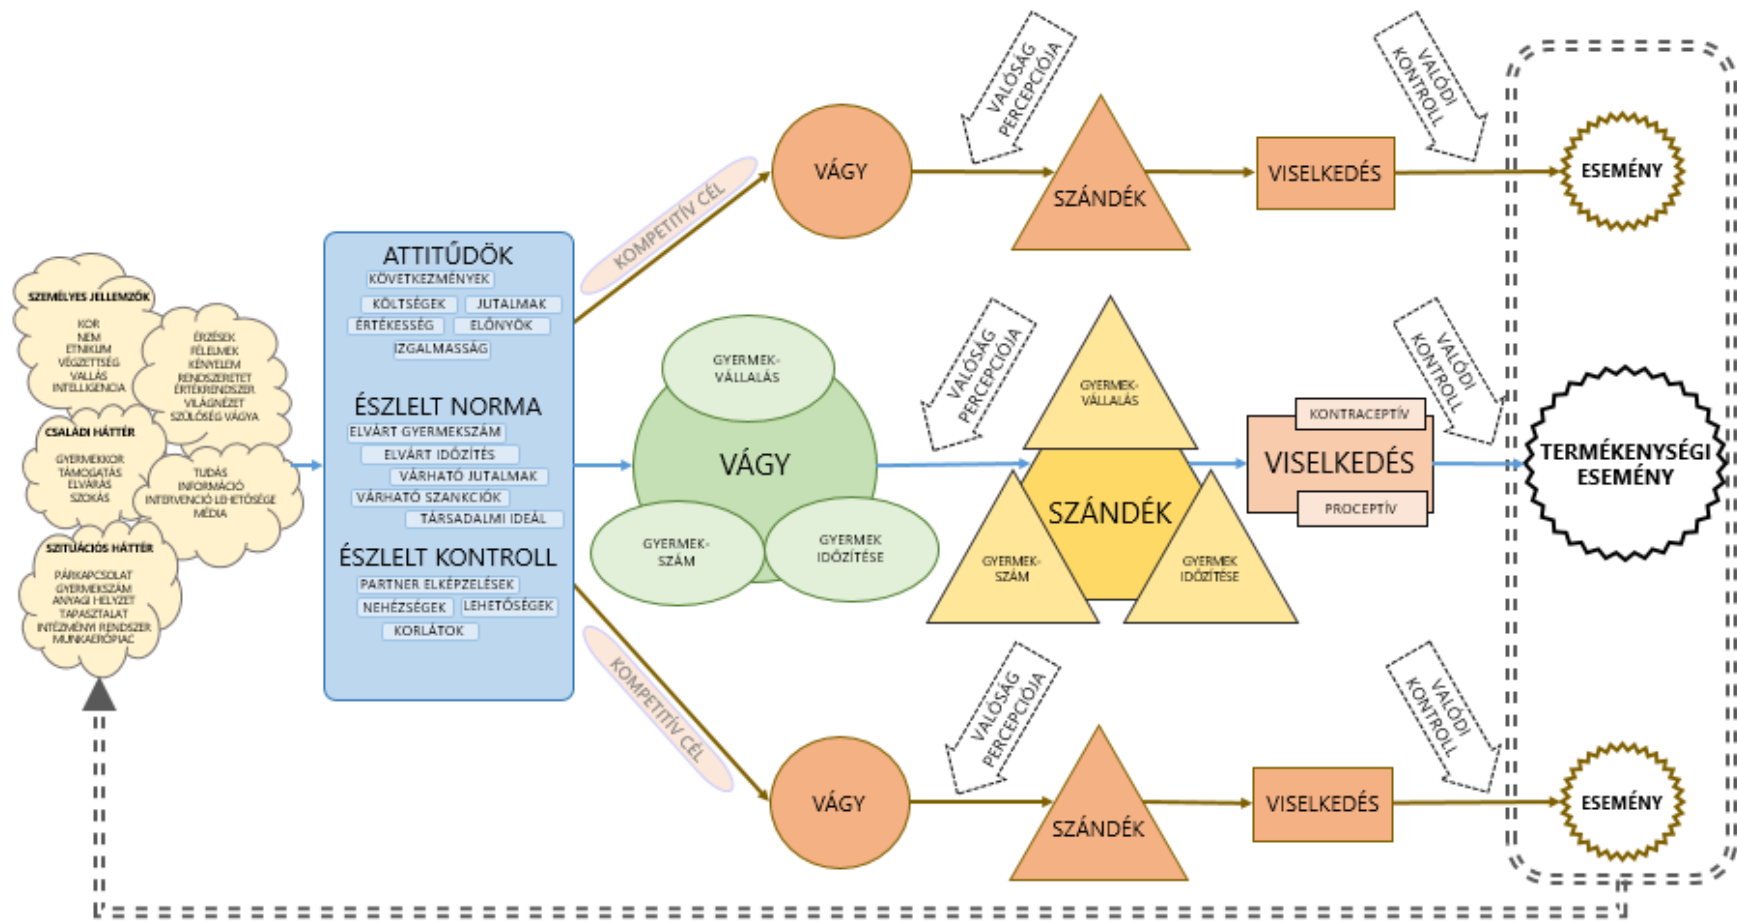 SZEMÉLYES JELLEMZŐK
KOR
NEM
ETNIKUM
VÉGZETTSÉG
VALLÁS
INTELLIGENCIA
ÉRZÉSEK
FÉLELMEK
KÉNYELEM
RENDSZERETET
ÉRTÉKRENDSZER
VILÁGNÉZET
SZÜLŐSÉG VÁGYA
CSALÁDI HÁTTÉR
GYERMEKKOR
TÁMOGATÁS
ELVÁRÁS
SZOKÁS
TUDÁS
INFORMÁCIÓ
INTERVENCIÓ LEHETŐSÉGE
MÉDIA
SZITUÁCIÓS HÁTTÉR
PÁRKAPCSOLAT
GYERMEKSZÁM
ANYAGI HELYZET
TAPASZTALAT
INTÉZMÉNYI RENDSZER
MUNKAERŐPIAC
ATTITŰDÖK
KÖVETKEZMÉNYEK
KÖLTSÉGEK
JUTALMAK
ÉRTÉKESSÉG
ELŐNYÖK
IZGALMASSÁG
ÉSZLELT NORMA
ELVÁRT GYERMEKSZÁM
ELVÁRT IDŐZÍTÉS
VÁRHATÓ JUTALMAK
VÁRHATÓ SZANKCIÓK
TÁRSADALMI IDEÁL
ÉSZLELT KONTROLL
PARTNER ELKÉPZELÉSEK
NEHÉZSÉGEK
LEHETŐSÉGEK
KORLÁTOK
KOMPETITÍV CÉL
VÁGY
VALÓSÁG
PERCEPCIÓJA
SZÁNDÉK
VISELKEDÉS
VALÓDI
KONTROLL
ESEMÉNY
GYERMEK-
VÁLLALÁS
VÁGY
GYERMEK-
SZÁM
GYERMEK
IDŐZÍTÉSE
VALÓSÁG
PERCEPCIÓJA
GYERMEK-
VÁLLALÁS
SZÁNDÉK
GYERMEK-
SZÁM
GYERMEK
IDŐZÍTÉSE
KONTRACEPTÍV
VISELKEDÉS
PROCEPTÍV
VALÓDI
KONTROLL
TERMÉKENYSÉGI
ESEMÉNY
KOMPETITÍV CÉL
VÁGY
VALÓSÁG
PERCEPCIÓJA
SZÁNDÉK
VISELKEDÉS
VALÓDI
KONTROLL
ESEMÉNY